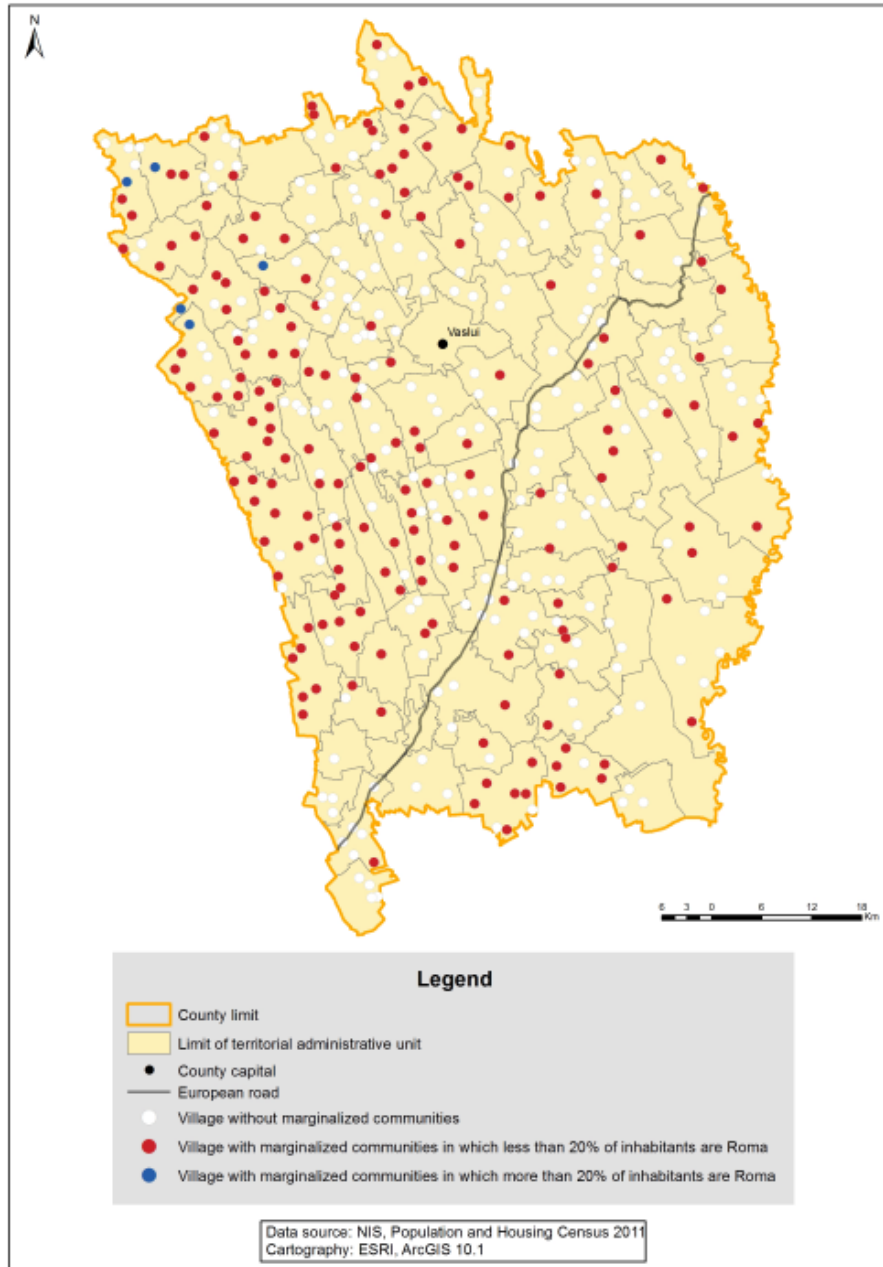 N
Vaslui
6 3 0 6 12 18
Km
Legend
County limit
Limit of territorial administrative unit
County capital
European road
Village without marginalized communities
Village with marginalized communities in which less than 20% of inhabitants are Roma
Village with marginalized communities in which more than 20% of inhabitants are Roma
Data source: NIS, Population and Housing Census 2011
Cartography: ESRI, ArcGIS 10.1